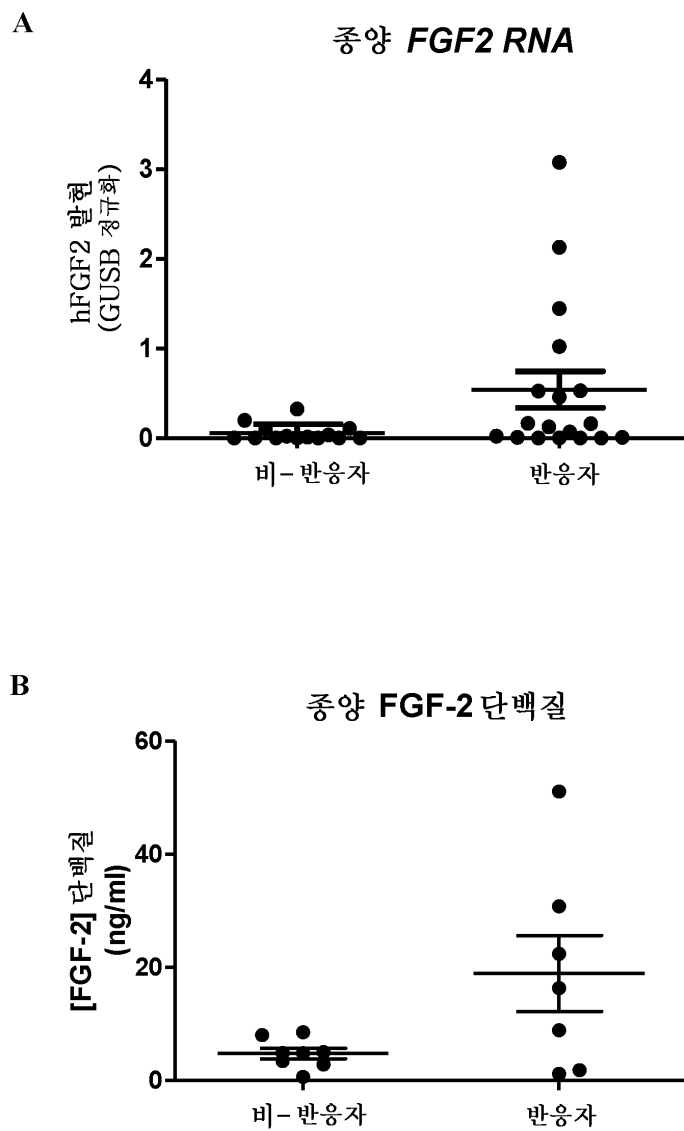 A
종양 FGF2 RNA
hFGF2 발현
(GUSB 정규화)
4
3
2
1
0
비-반응자
반응자
B
종양 FGF-2 단백질
[FGF-2] 단백질
(ng/ml)
60
40
20
0
비-반응자
반응자